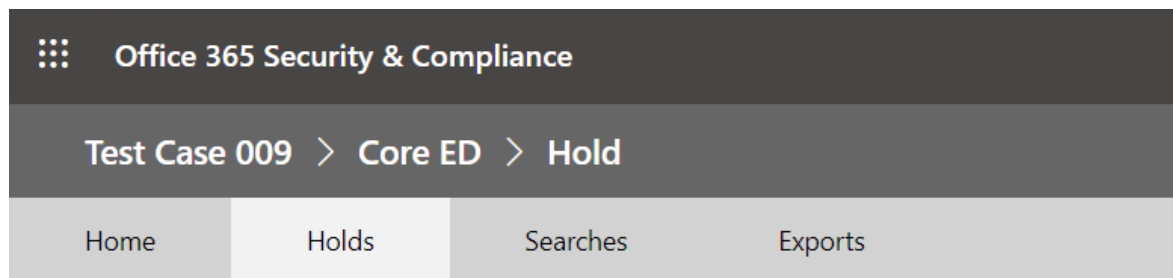 Office 365 Security & Compliance
Test Case 009 > Core ED > Hold
Home Holds Searches Exports